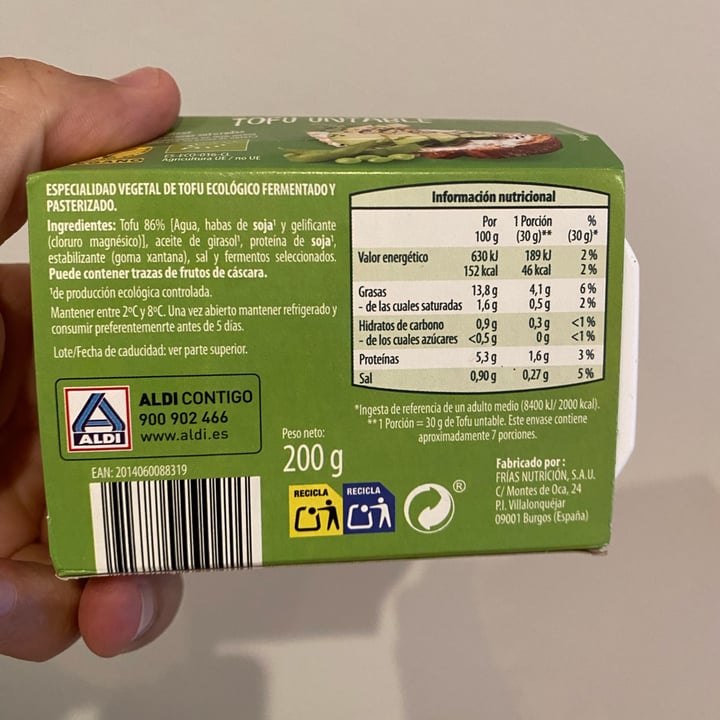 TOFU UNTABLE
ES-ECO-016-CL
Agricultura UE / no UE
ESPECIALIDAD VEGETAL DE TOFU ECOLÓGICO FERMENTADO Y
PASTERIZADO.
Ingredientes: Tofu 86% [Agua, habas de soja¹ y gelificante
(cloruro magnésico)], aceite de girasol¹, proteína de soja¹,
estabilizante (goma xantana), sal y fermentos seleccionados.
Puede contener trazas de frutos de cáscara.
¹de producción ecológica controlada.
Mantener entre 2ºC y 8ºC. Una vez abierto mantener refrigerado y
consumir preferentemenrte antes de 5 días.
Lote/Fecha de caducidad: ver parte superior.
ALDI
ALDI CONTIGO
900 902 466
www.aldi.es
EAN: 2014060088319
Peso neto:
200 g
RECICLA
RECICLA
®
Información nutricional
Por 1 Porción %
100 g (30 g)** (30 g)*
Valor energético 630 kJ 189 kJ 2 %
152 kcal 46 kcal 2 %
Grasas 13,8 g 4,1 g 6 %
- de las cuales saturadas 1,6 g 0,5 g 2 %
Hidratos de carbono 0,9 g 0,3 g <1 %
- de los cuales azúcares <0,5 g 0 g <1 %
Proteínas 5,3 g 1,6 g 3 %
Sal 0,90 g 0,27 g 5 %
*Ingesta de referencia de un adulto medio (8400 kJ/ 2000 kcal).
**1 Porción = 30 g de Tofu untable. Este envase contiene
aproximadamente 7 porciones.
Fabricado por :
FRÍAS NUTRICIÓN, S.A.U.
C/ Montes de Oca, 24
P.I. Villalonquéjar
09001 Burgos (España)